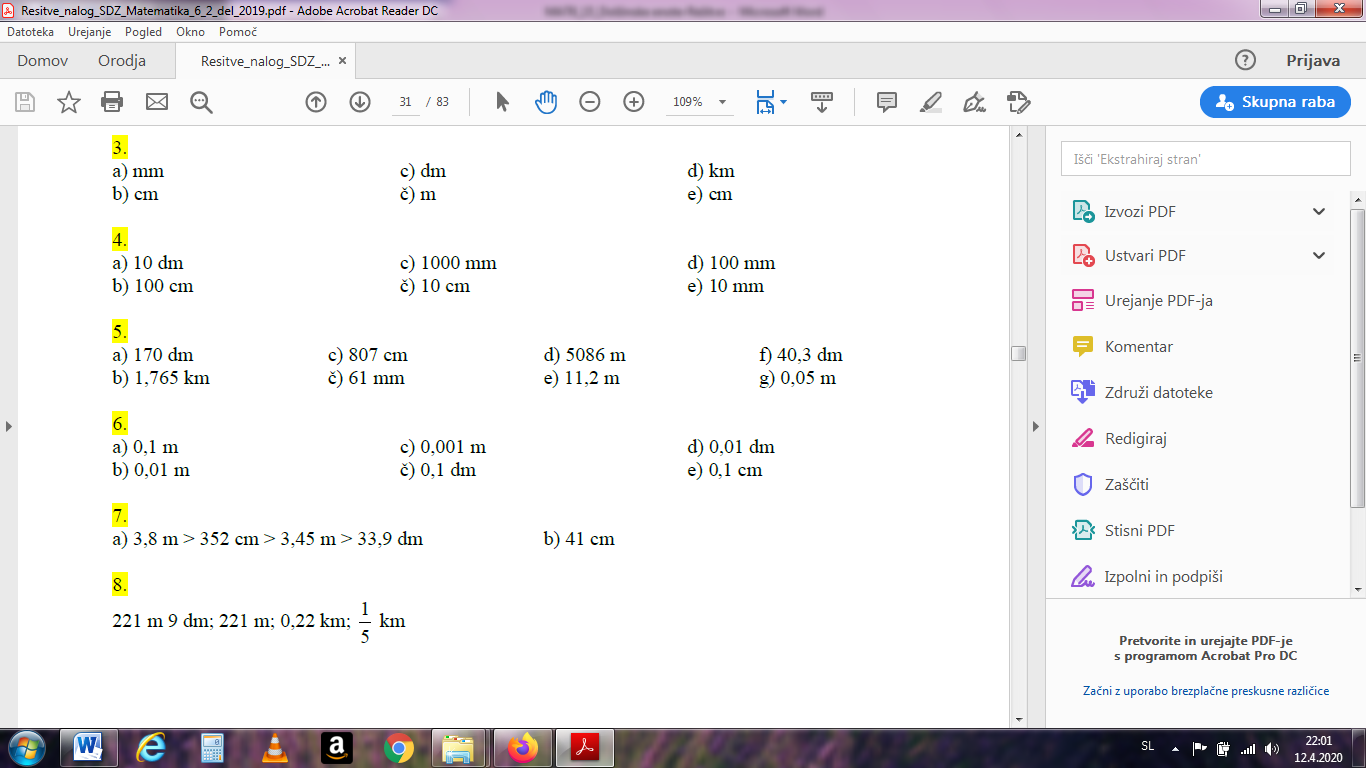 Resitve_nalog_SDZ_Matematika_6_2_del_2019.pdf - Adobe Acrobat Reader DC
Datoteka Urejanje Pogled Okno Pomoč
Domov Orodja Resitve_nalog_SDZ_... × ? Prijava
31 / 83 109% Skupna raba
3.
a) mm c) dm d) km
b) cm č) m e) cm
4.
a) 10 dm c) 1000 mm d) 100 mm
b) 100 cm č) 10 cm e) 10 mm
5.
a) 170 dm c) 807 cm d) 5086 m f) 40,3 dm
b) 1,765 km č) 61 mm e) 11,2 m g) 0,05 m
6.
a) 0,1 m c) 0,001 m d) 0,01 dm
b) 0,01 m č) 0,1 dm e) 0,1 cm
7.
a) 3,8 m > 352 cm > 3,45 m > 33,9 dm b) 41 cm
8.
221 m 9 dm; 221 m; 0,22 km; 1/5 km
Išči 'Ekstrahiraj stran'
Izvozi PDF
Ustvari PDF
Urejanje PDF-ja
Komentar
Združi datoteke
Redigiraj
Zaščiti
Stisni PDF
Izpolni in podpiši
Pretvorite in urejajte PDF-je
s programom Acrobat Pro DC
Začni z uporabo brezplačne preskusne različice
SL 22:01
12.4.2020